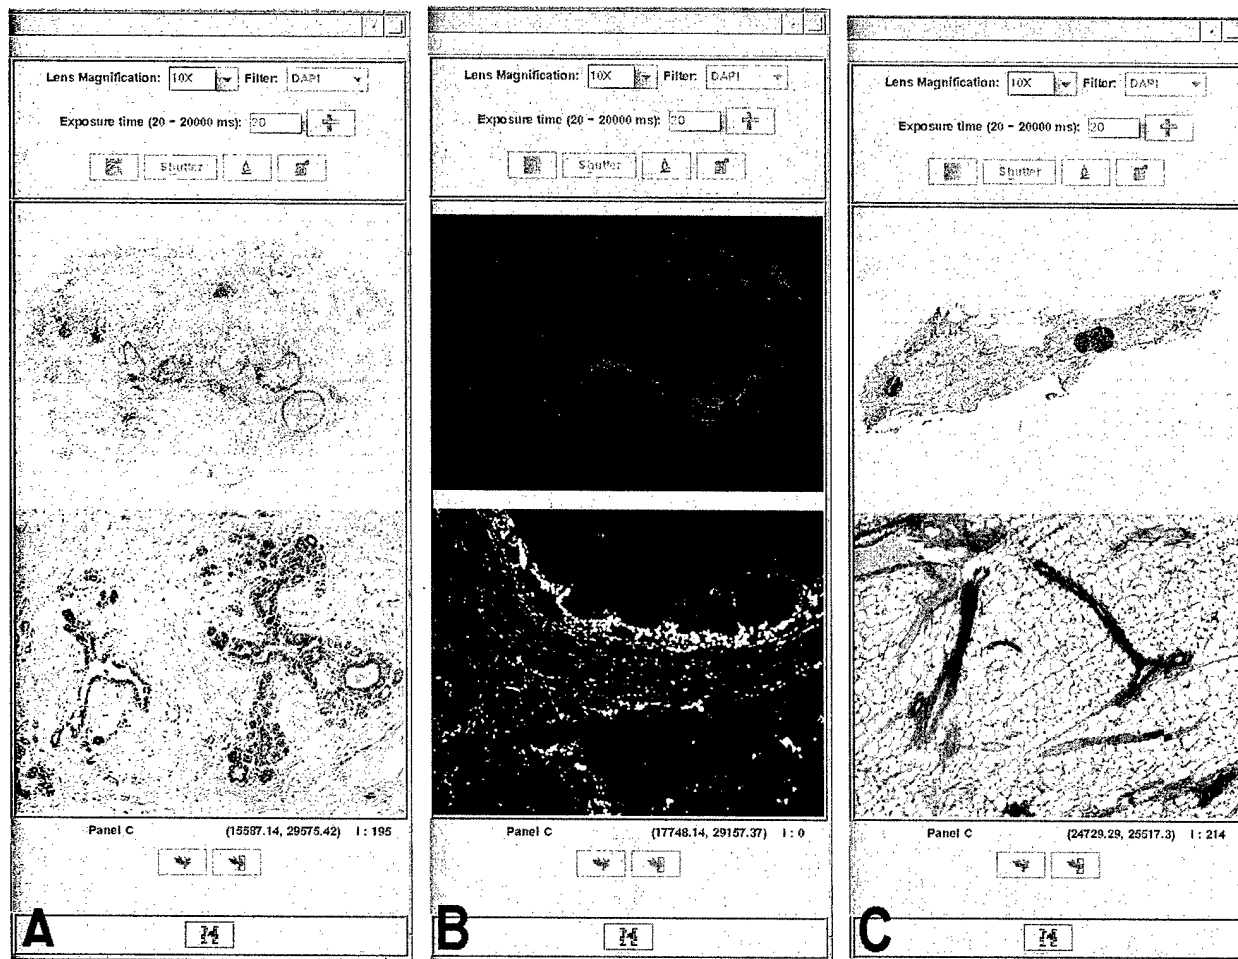 Lens Magnification: 10X Filter: DAPI
Exposure time (20 - 20000 ms): 20
Shutter
Panel C (15587.14, 29575.42) I : 195
A
Lens Magnification: 10X Filter: DAPI
Exposure time (20 - 20000 ms): 20
Shutter
Panel C (17748.14, 29157.37) I : 0
B
Lens Magnification: 10X Filter: DAPI
Exposure time (20 - 20000 ms): 20
Shutter
Panel C (24729.29, 25517.3) I : 214
C